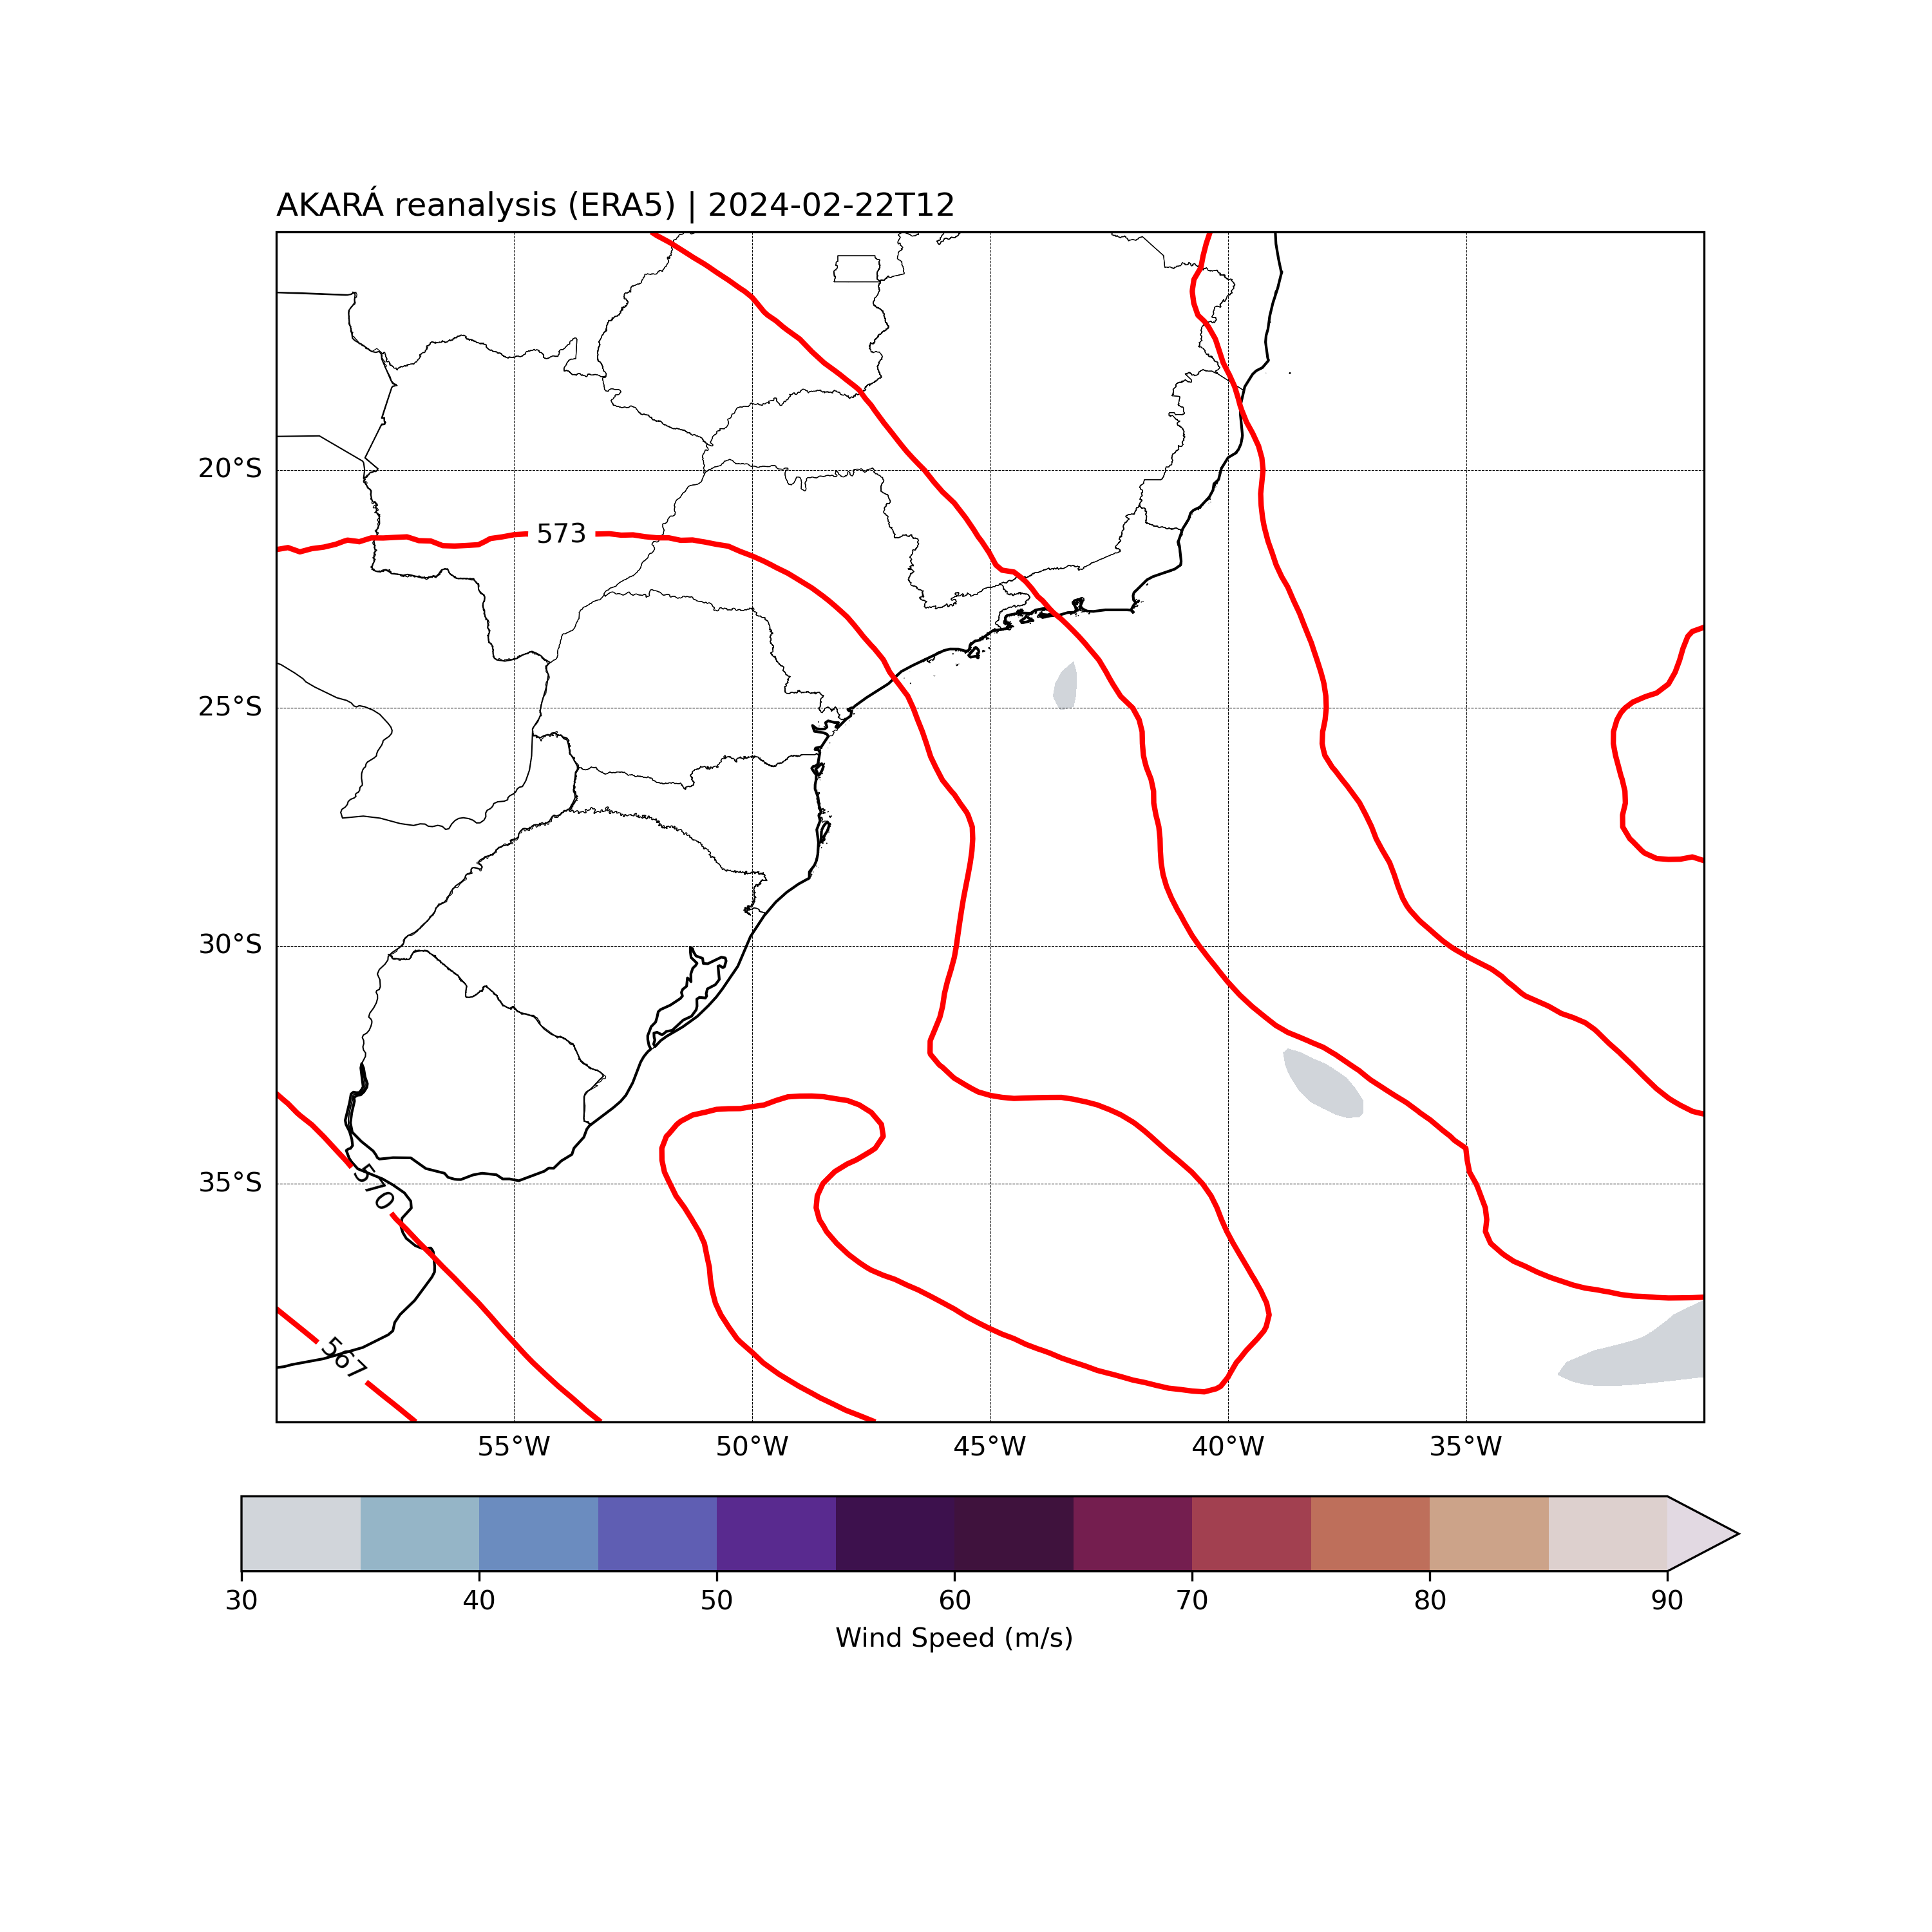 AKARÁ reanalysis (ERA5) | 2024-02-22T12
20°S
573
25°S
30°S
35°S
570
567
55°W 50°W 45°W 40°W 35°W
30 40 50 60 70 80 90
Wind Speed (m/s)